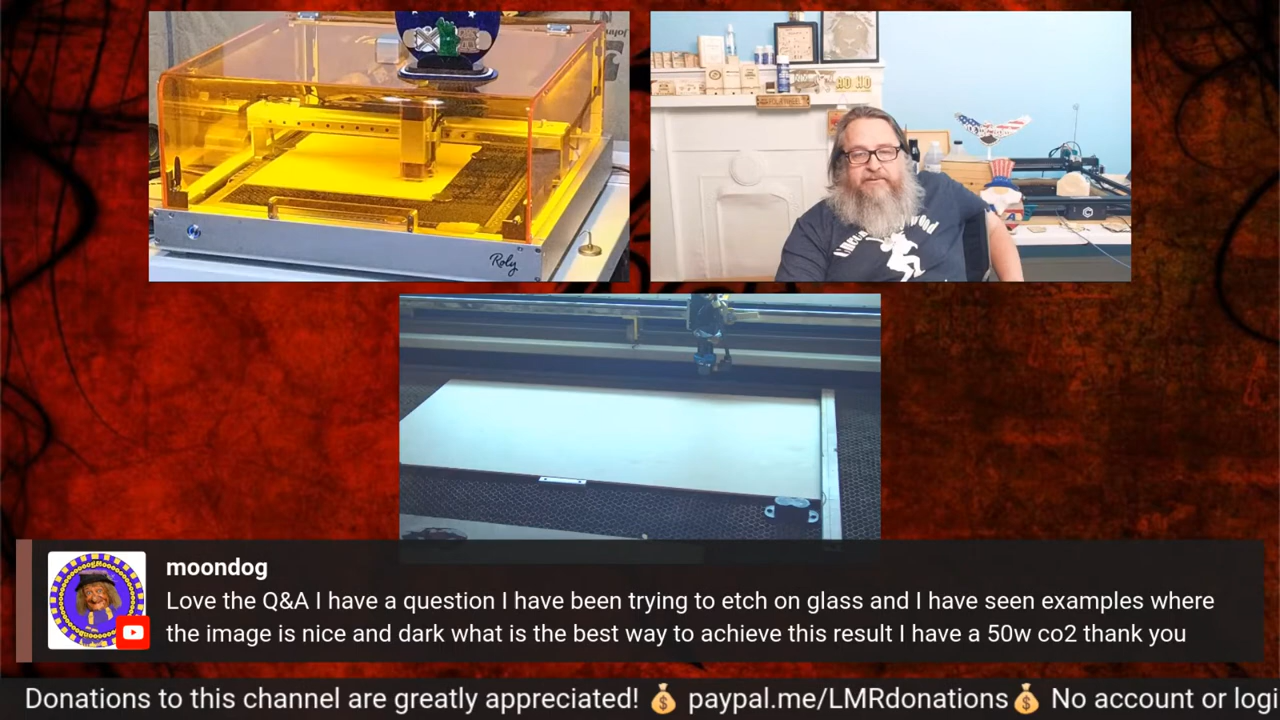 Roly
HO HO
moondog
Love the Q&A I have a question I have been trying to etch on glass and I have seen examples where
the image is nice and dark what is the best way to achieve this result I have a 50w co2 thank you
Donations to this channel are greatly appreciated! 💰 paypal.me/LMRdonations💰 No account or logi